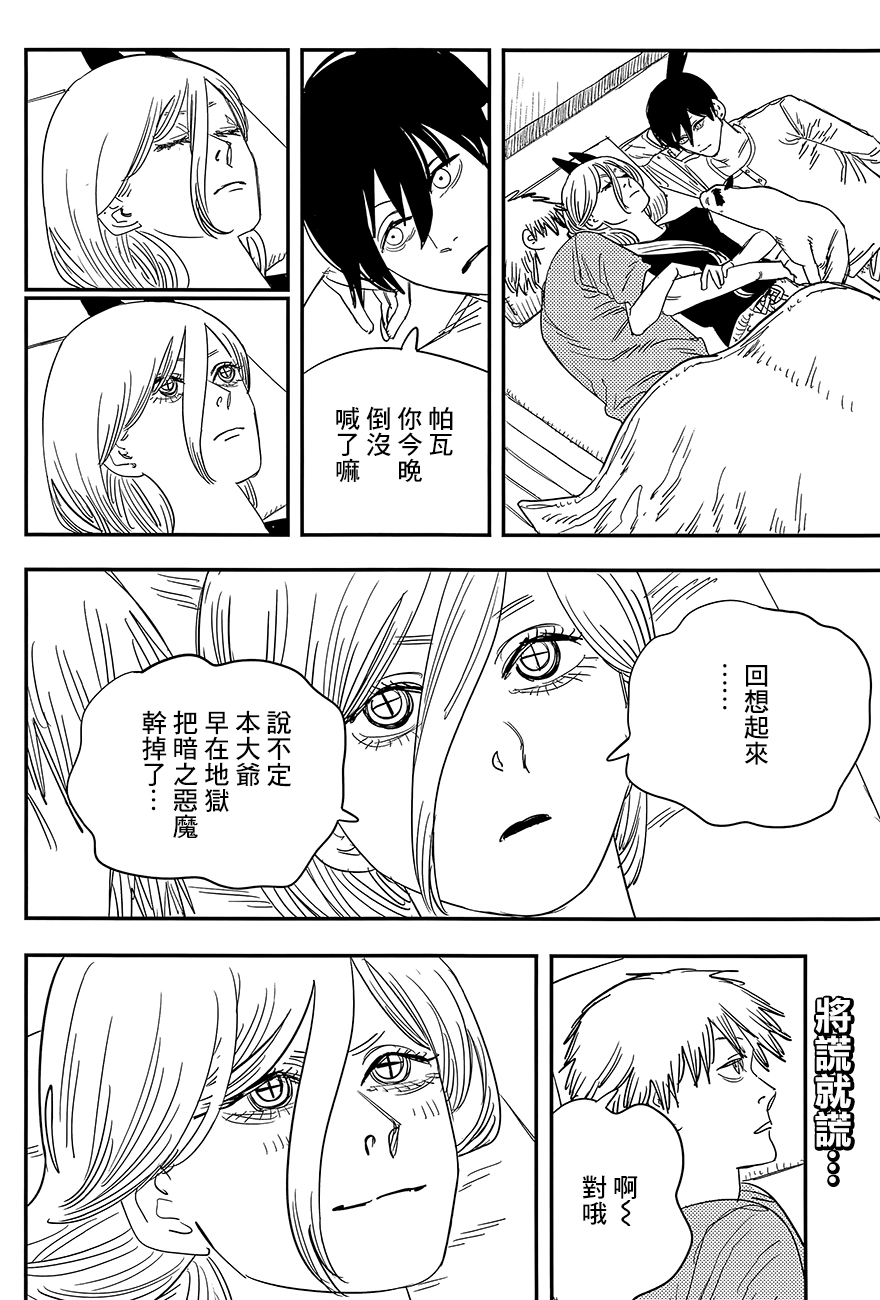 帕瓦
你今晚
倒沒
喊了嘛
回想起來
……
說不定
本大爺
早在地獄
把暗之惡魔
幹掉了…
啊～
對哦
將謊就謊…